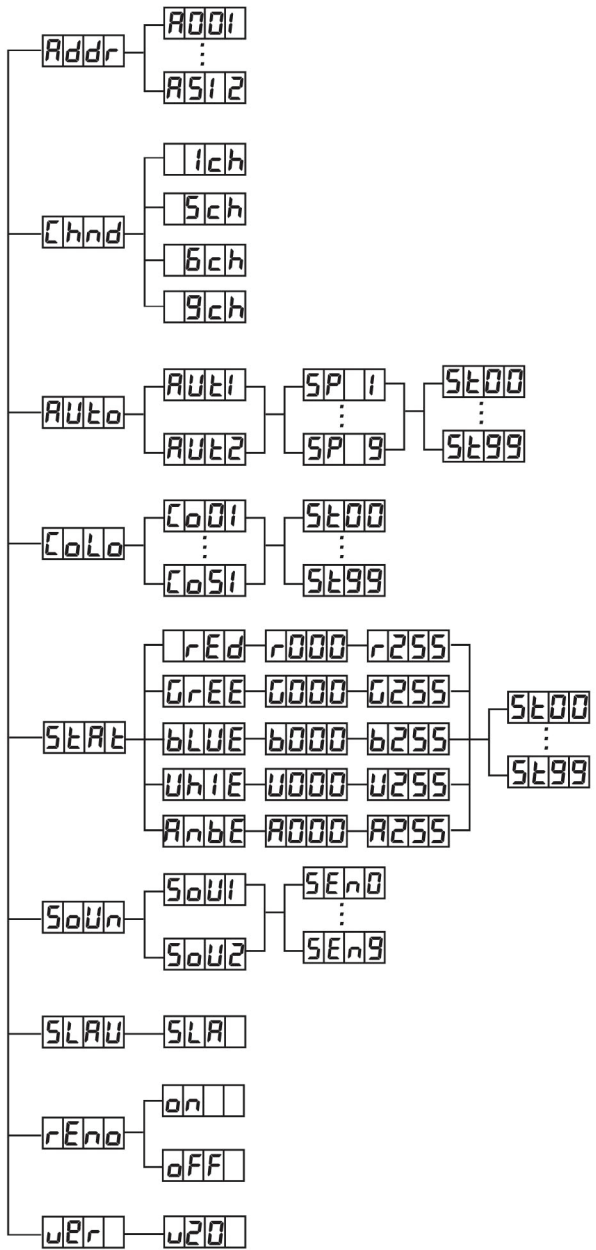 Addr A001
A512
Chnd 1ch
5ch
6ch
9ch
AUto AUt1 SP 1 St00
AUt2 SP 9 St99
CoLo Co01 St00
Co51 St99
StAt rEd r000 r255
GrEE G000 G255 St00
bLUE b000 b255
UhIE U000 U255 St99
AnbE A000 A255
SoUn SoU1 SEn0
SoU2 SEn9
SLAU SLA
rEno on
oFF
ver v20